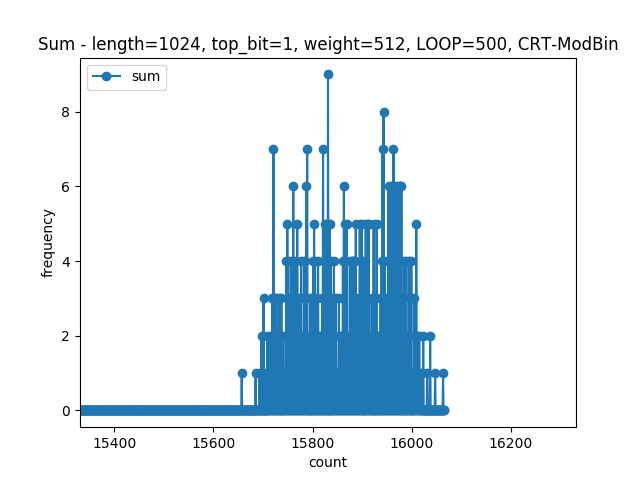 Sum - length=1024, top_bit=1, weight=512, LOOP=500, CRT-ModBin
sum
frequency
8
6
4
2
0
15400
15600
15800
16000
16200
count